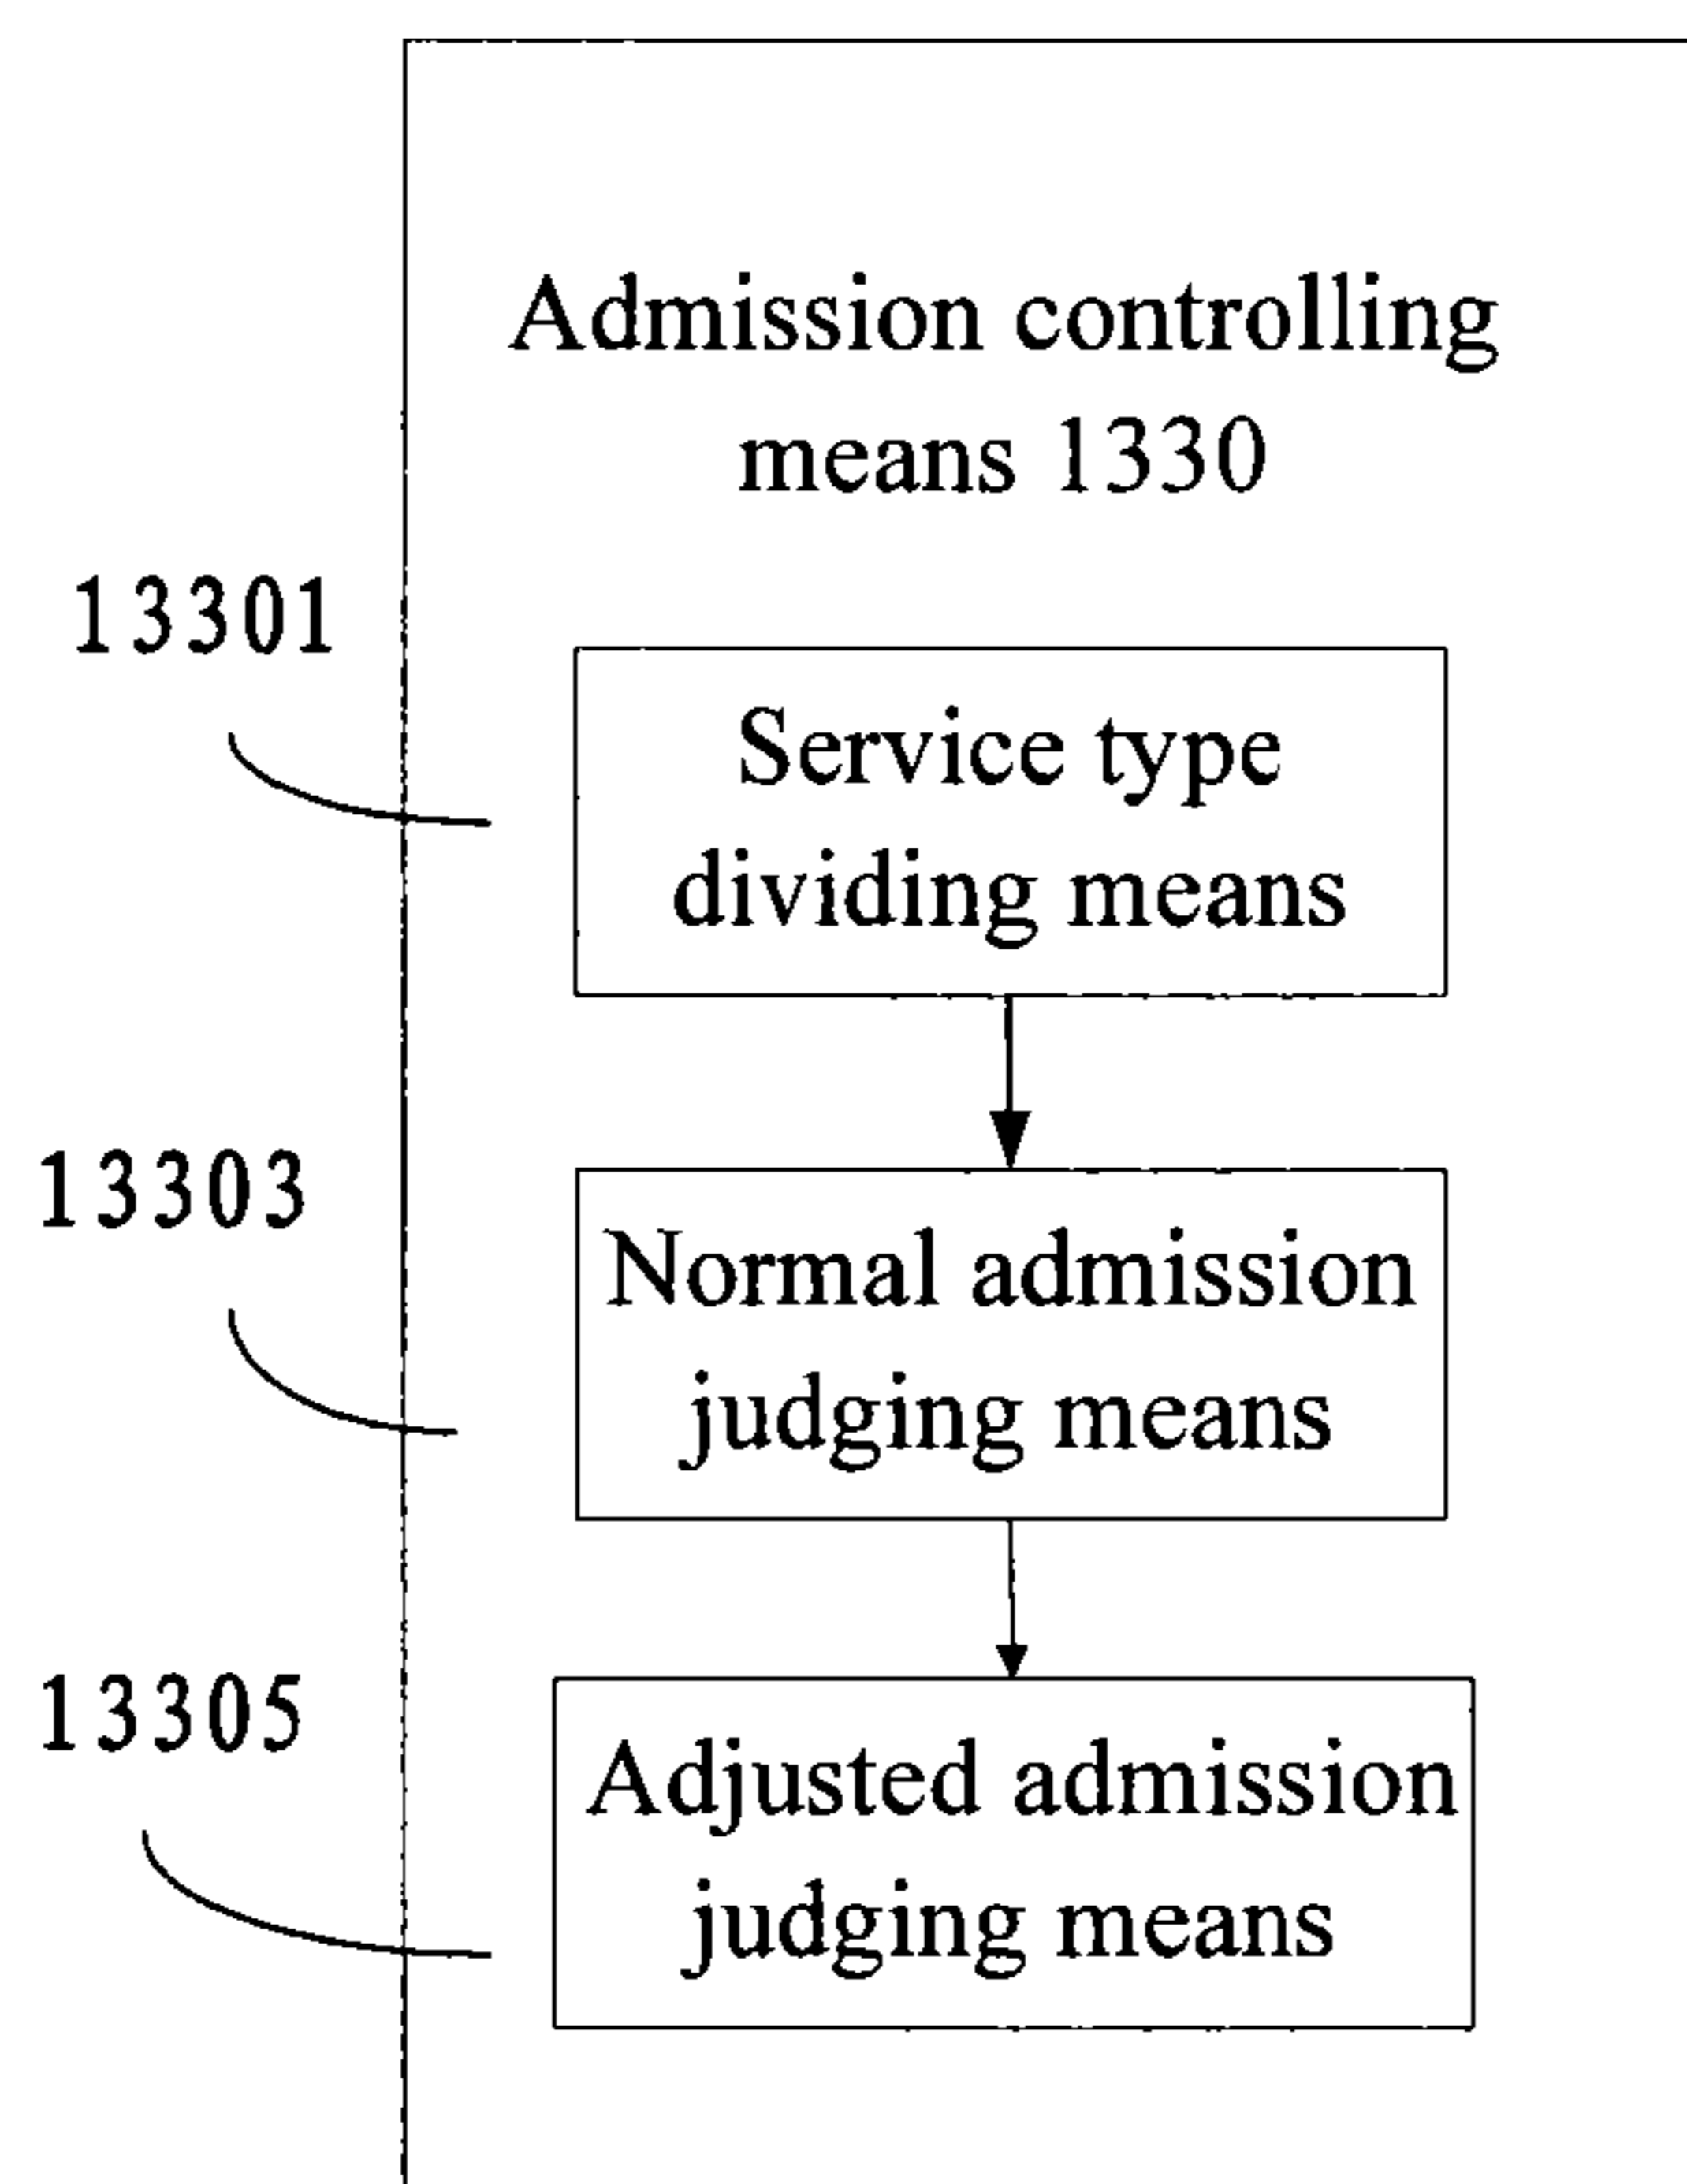 Admission controlling
means 1330
13301
Service type
dividing means
13303
Normal admission
judging means
13305
Adjusted admission
judging means